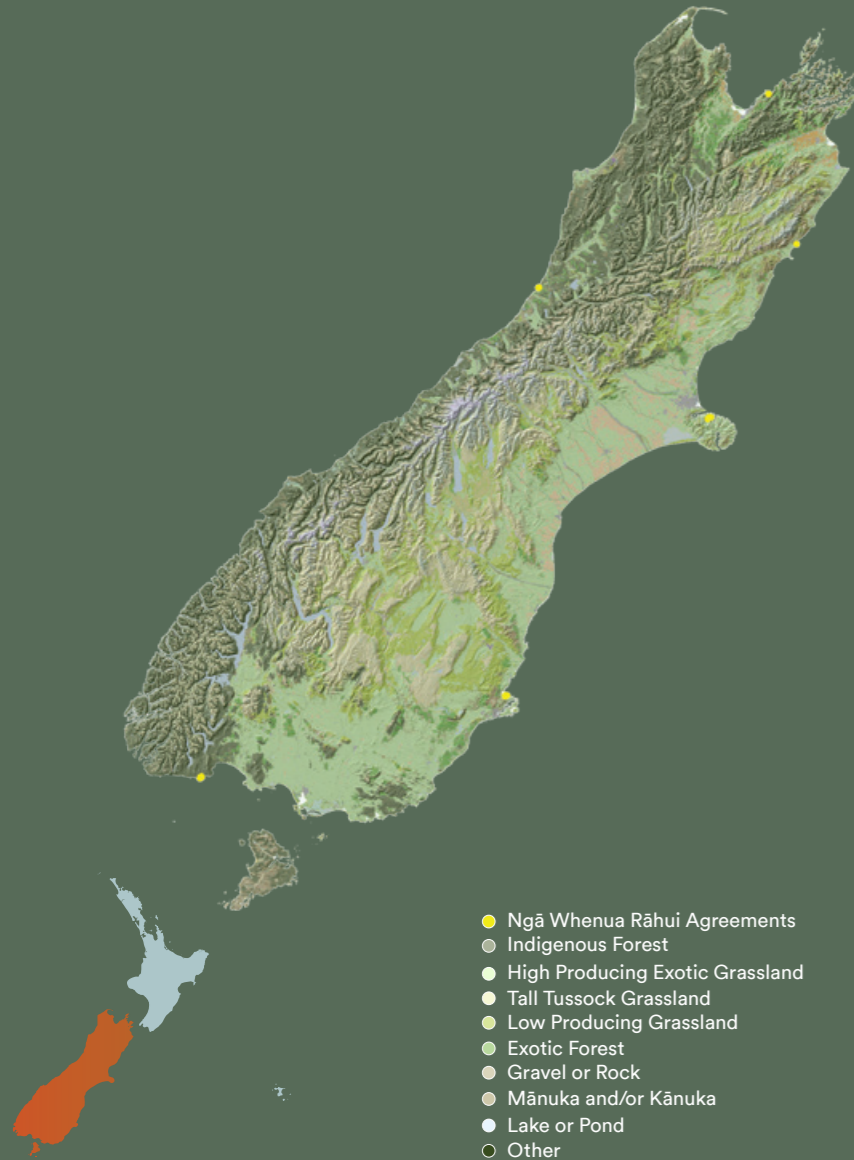 Ngā Whenua Rāhui Agreements
Indigenous Forest
High Producing Exotic Grassland
Tall Tussock Grassland
Low Producing Grassland
Exotic Forest
Gravel or Rock
Mānuka and/or Kānuka
Lake or Pond
Other